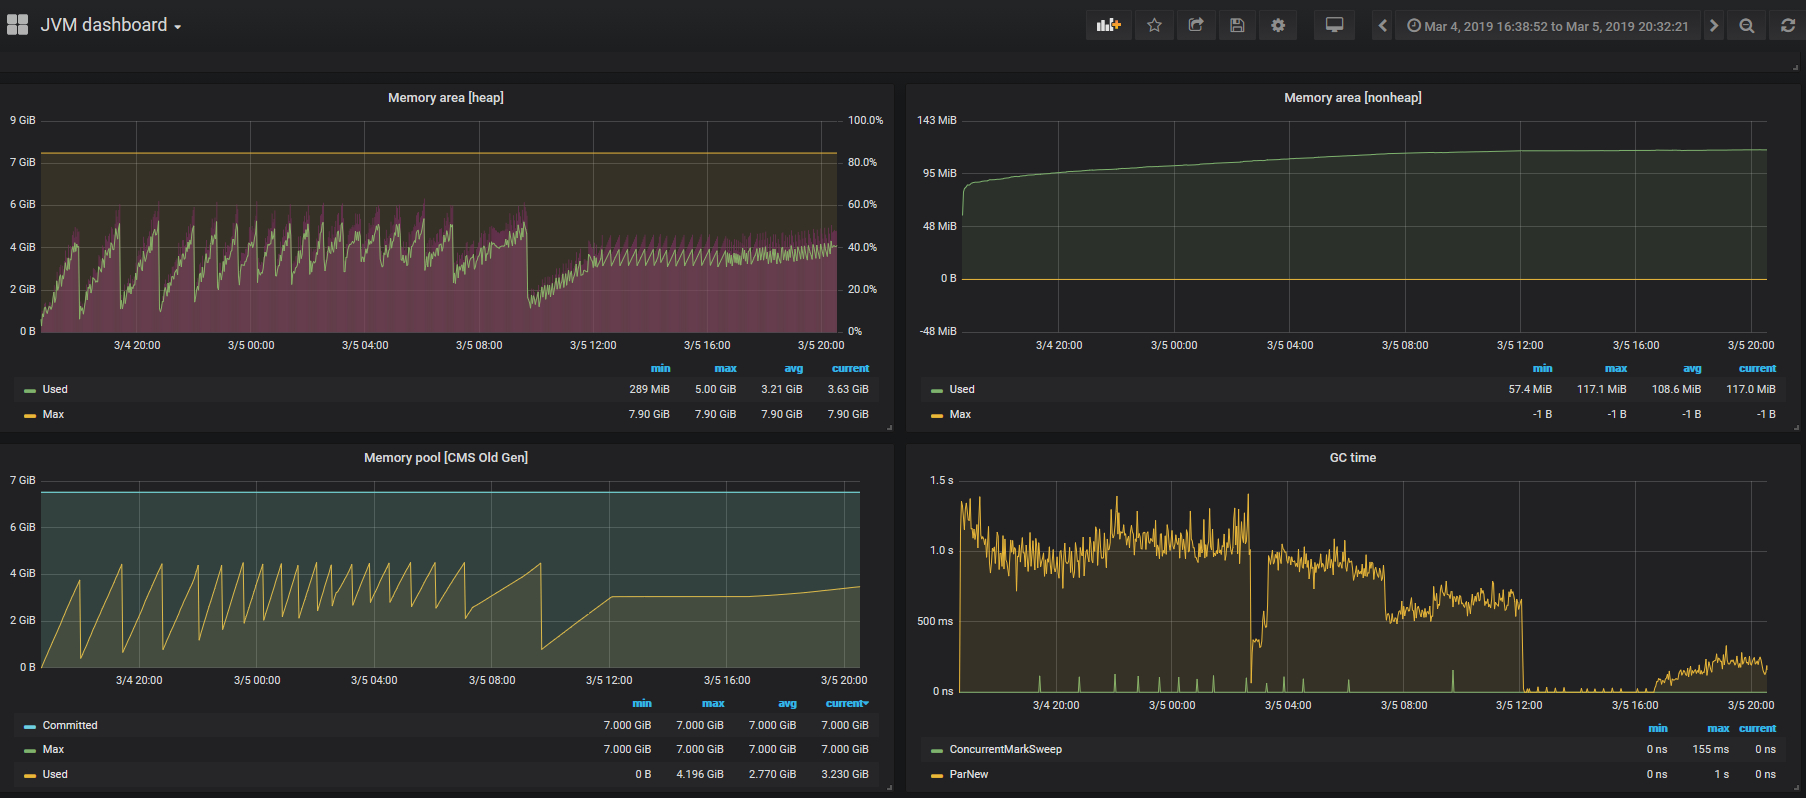 JVM dashboard
Mar 4, 2019 16:38:52 to Mar 5, 2019 20:32:21
Memory area [heap]
9 GiB
7 GiB
6 GiB
4 GiB
2 GiB
0 B
100.0%
80.0%
60.0%
40.0%
20.0%
0%
3/4 20:00 3/5 00:00 3/5 04:00 3/5 08:00 3/5 12:00 3/5 16:00 3/5 20:00
min max avg current
Used 289 MiB 5.00 GiB 3.21 GiB 3.63 GiB
Max 7.90 GiB 7.90 GiB 7.90 GiB 7.90 GiB
Memory area [nonheap]
143 MiB
95 MiB
48 MiB
0 B
-48 MiB
3/4 20:00 3/5 00:00 3/5 04:00 3/5 08:00 3/5 12:00 3/5 16:00 3/5 20:00
min max avg current
Used 57.4 MiB 117.1 MiB 108.6 MiB 117.0 MiB
Max -1 B -1 B -1 B -1 B
Memory pool [CMS Old Gen]
7 GiB
6 GiB
4 GiB
2 GiB
0 B
3/4 20:00 3/5 00:00 3/5 04:00 3/5 08:00 3/5 12:00 3/5 16:00 3/5 20:00
min max avg current
Committed 7.000 GiB 7.000 GiB 7.000 GiB 7.000 GiB
Max 7.000 GiB 7.000 GiB 7.000 GiB 7.000 GiB
Used 0 B 4.196 GiB 2.770 GiB 3.230 GiB
GC time
1.5 s
1.0 s
500 ms
0 ns
3/4 20:00 3/5 00:00 3/5 04:00 3/5 08:00 3/5 12:00 3/5 16:00 3/5 20:00
min max current
ConcurrentMarkSweep 0 ns 155 ms 0 ns
ParNew 0 ns 1 s 0 ns